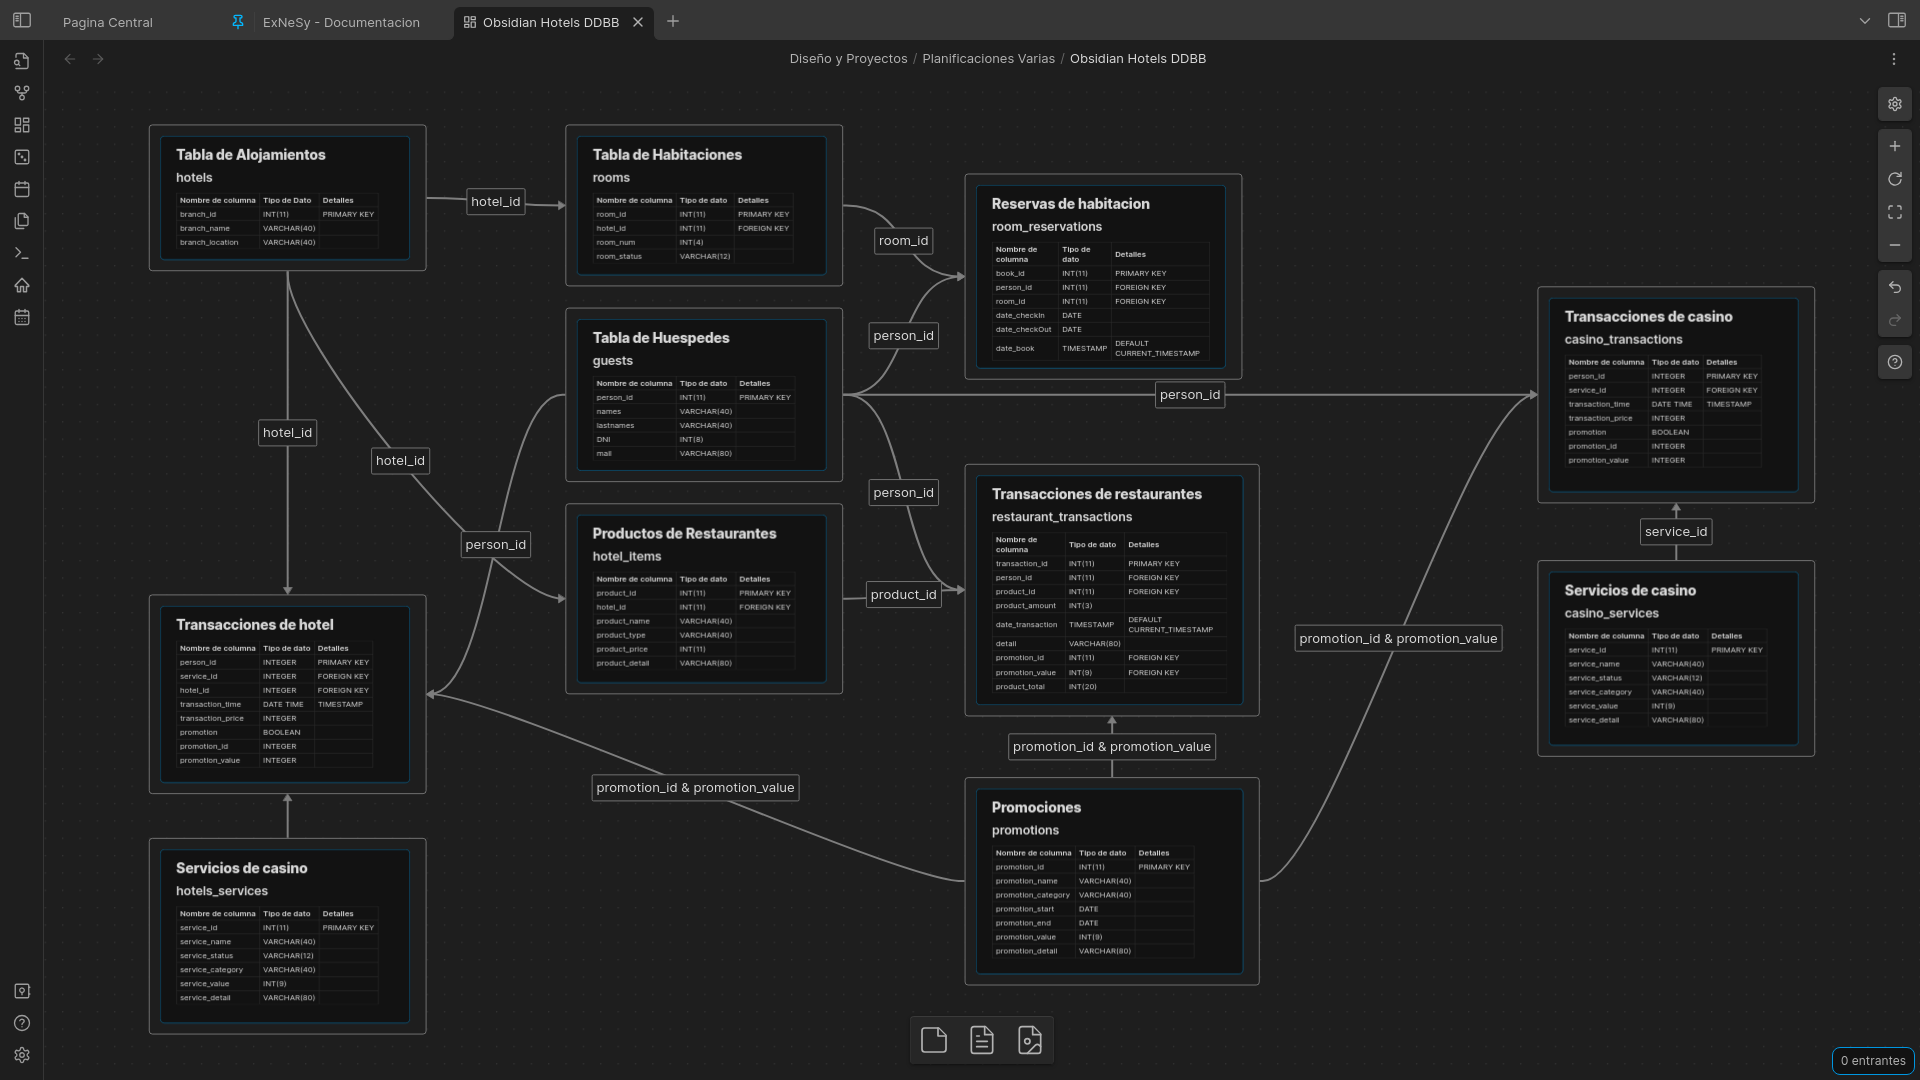 Pagina Central
ExNeSy - Documentacion
Obsidian Hotels DDBB
Diseño y Proyectos / Planificaciones Varias / Obsidian Hotels DDBB
Tabla de Alojamientos
hotels
Nombre de columna Tipo de Dato Detalles
branch_id INT(11) PRIMARY KEY
branch_name VARCHAR(40)
branch_location VARCHAR(40)
hotel_id
Tabla de Habitaciones
rooms
Nombre de columna Tipo de dato Detalles
room_id INT(11) PRIMARY KEY
hotel_id INT(11) FOREIGN KEY
room_num INT(4)
room_status VARCHAR(12)
room_id
Reservas de habitacion
room_reservations
Nombre de
columna Tipo de
dato Detalles
book_id INT(11) PRIMARY KEY
person_id INT(11) FOREIGN KEY
room_id INT(11) FOREIGN KEY
date_checkIn DATE
date_checkOut DATE
date_book TIMESTAMP DEFAULT
CURRENT_TIMESTAMP
Tabla de Huespedes
guests
Nombre de columna Tipo de dato Detalles
person_id INT(11) PRIMARY KEY
names VARCHAR(40)
lastnames VARCHAR(40)
DNI INT(8)
mail VARCHAR(80)
person_id
person_id
person_id
Transacciones de casino
casino_transactions
Nombre de columna Tipo de dato Detalles
person_id INTEGER PRIMARY KEY
service_id INTEGER FOREIGN KEY
transaction_time DATE TIME TIMESTAMP
transaction_price INTEGER
promotion BOOLEAN
promotion_id INTEGER
promotion_value INTEGER
hotel_id
hotel_id
person_id
Productos de Restaurantes
hotel_items
Nombre de columna Tipo de dato Detalles
product_id INT(11) PRIMARY KEY
hotel_id INT(11) FOREIGN KEY
product_name VARCHAR(40)
product_type VARCHAR(40)
product_price INT(11)
product_detail VARCHAR(80)
product_id
Transacciones de restaurantes
restaurant_transactions
Nombre de
columna Tipo de dato Detalles
transaction_id INT(11) PRIMARY KEY
person_id INT(11) FOREIGN KEY
product_id INT(11) FOREIGN KEY
product_amount INT(3)
date_transaction TIMESTAMP DEFAULT
CURRENT_TIMESTAMP
detail VARCHAR(80)
promotion_id INT(11) FOREIGN KEY
promotion_value INT(9) FOREIGN KEY
product_total INT(20)
service_id
Servicios de casino
casino_services
Nombre de columna Tipo de dato Detalles
service_id INT(11) PRIMARY KEY
service_name VARCHAR(40)
service_status VARCHAR(12)
service_category VARCHAR(40)
service_value INT(9)
service_detail VARCHAR(80)
promotion_id & promotion_value
Transacciones de hotel
Nombre de columna Tipo de dato Detalles
person_id INTEGER PRIMARY KEY
service_id INTEGER FOREIGN KEY
hotel_id INTEGER FOREIGN KEY
transaction_time DATE TIME TIMESTAMP
transaction_price INTEGER
promotion BOOLEAN
promotion_id INTEGER
promotion_value INTEGER
promotion_id & promotion_value
promotion_id & promotion_value
Promociones
promotions
Nombre de columna Tipo de dato Detalles
promotion_id INT(11) PRIMARY KEY
promotion_name VARCHAR(40)
promotion_category VARCHAR(40)
promotion_start DATE
promotion_end DATE
promotion_value INT(9)
promotion_detail VARCHAR(80)
Servicios de casino
hotels_services
Nombre de columna Tipo de dato Detalles
service_id INT(11) PRIMARY KEY
service_name VARCHAR(40)
service_status VARCHAR(12)
service_category VARCHAR(40)
service_value INT(9)
service_detail VARCHAR(80)
0 entrantes